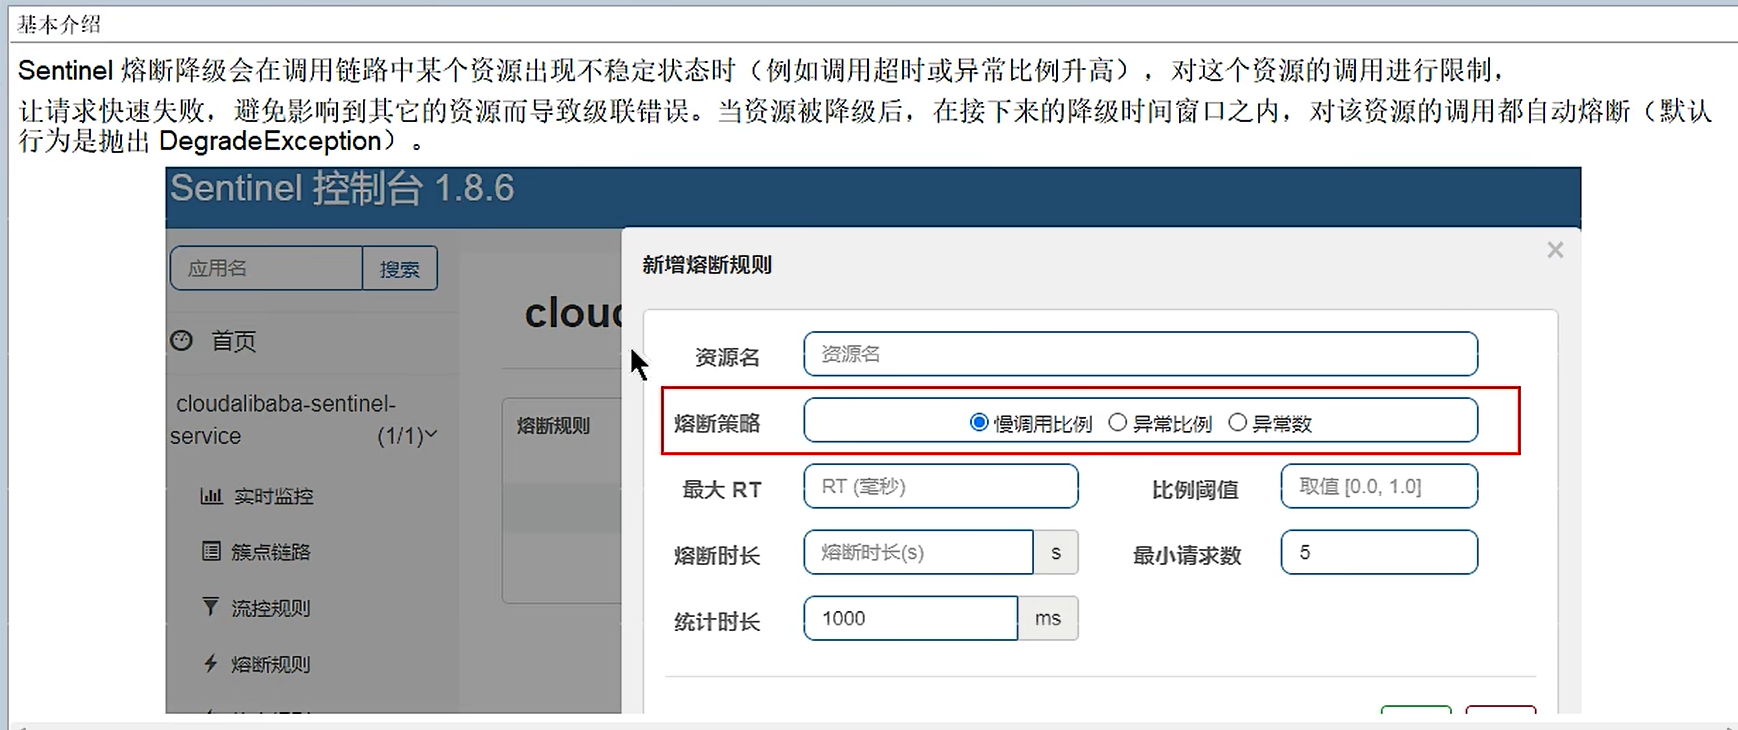 基本介绍
Sentinel 熔断降级会在调用链路中某个资源出现不稳定状态时（例如调用超时或异常比例升高），对这个资源的调用进行限制，
让请求快速失败，避免影响到其它的资源而导致级联错误。当资源被降级后，在接下来的降级时间窗口之内，对该资源的调用都自动熔断（默认
行为是抛出 DegradeException）。
Sentinel 控制台 1.8.6
应用名 搜索
新增熔断规则 ×
首页
资源名 资源名
cloudalibaba-sentinel-
service (1/1)
熔断规则
熔断策略 慢调用比例 异常比例 异常数
最大 RT RT (毫秒) 比例阈值 取值 [0.0, 1.0]
实时监控
熔断时长 熔断时长(s) s 最小请求数 5
簇点链路
统计时长 1000 ms
流控规则
熔断规则